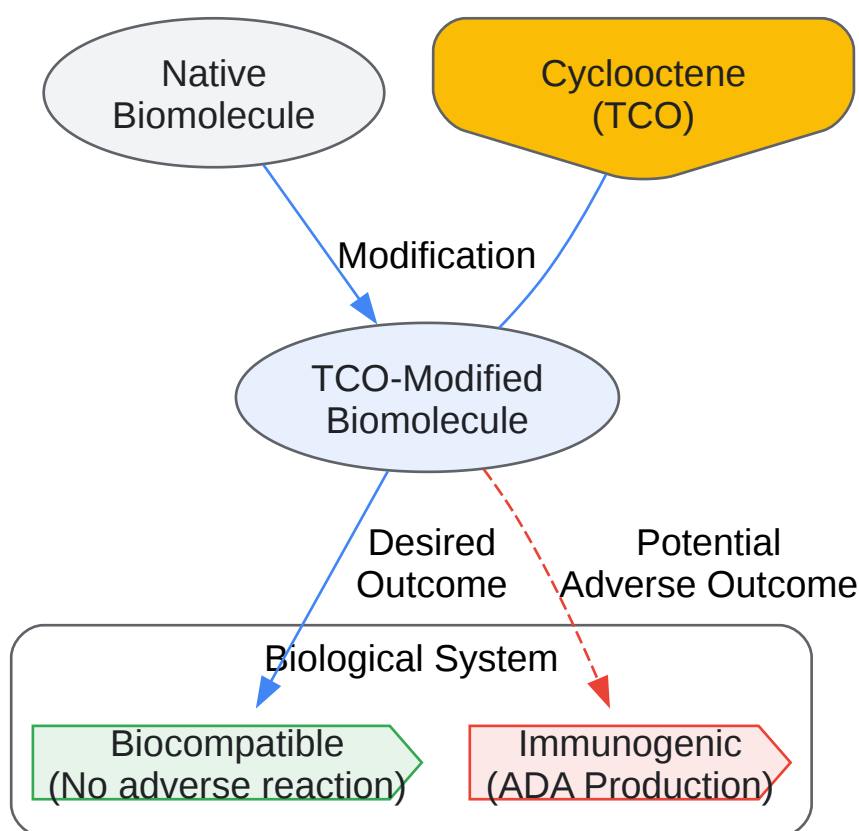 Native
Biomolecule
Cyclooctene
(TCO)
Modification
TCO-Modified
Biomolecule
Desired
Outcome
Potential
Adverse Outcome
Biological System
Biocompatible
(No adverse reaction)
Immunogenic
(ADA Production)